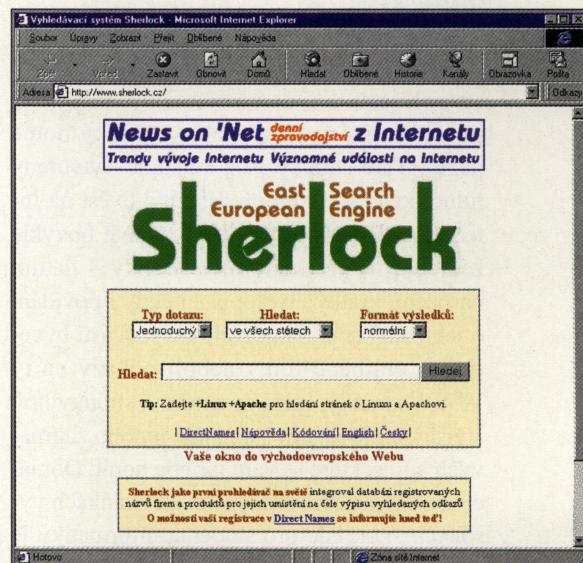 Vyhledávací systém Sherlock - Microsoft Internet Explorer
Soubor Úpravy Zobrazit Přejít Oblíbené Nápověda
Zpět Vpřed Zastavit Obnovit Domů Hledat Oblíbené Historie Kanály Obrazovka Pošta
Adresa http://www.sherlock.cz/ Odkazy
News on 'Net denní zpravodajství z Internetu
Trendy vývoje Internetu Významné události na Internetu
East Search
European Engine
Sherlock
Typ dotazu: Hledat: Formát výsledků:
Jednoduchý ve všech státech normální
Hledat: Hledej
Tip: Zadejte +Linux +Apache pro hledání stránek o Linuxu a Apachovi.
| DirectNames| Nápověda| Kódování| English| Česky|
Vaše okno do východoevropského Webu
Sherlock jako první prohledávač na světě integroval databázi registrovaných
názvů firem a produktů pro jejich umístění na čele výpisu vyhledaných odkazů
O možnosti vaší registrace v Direct Names se informujte hned teď'!
Hotovo Zóna sítě Internet